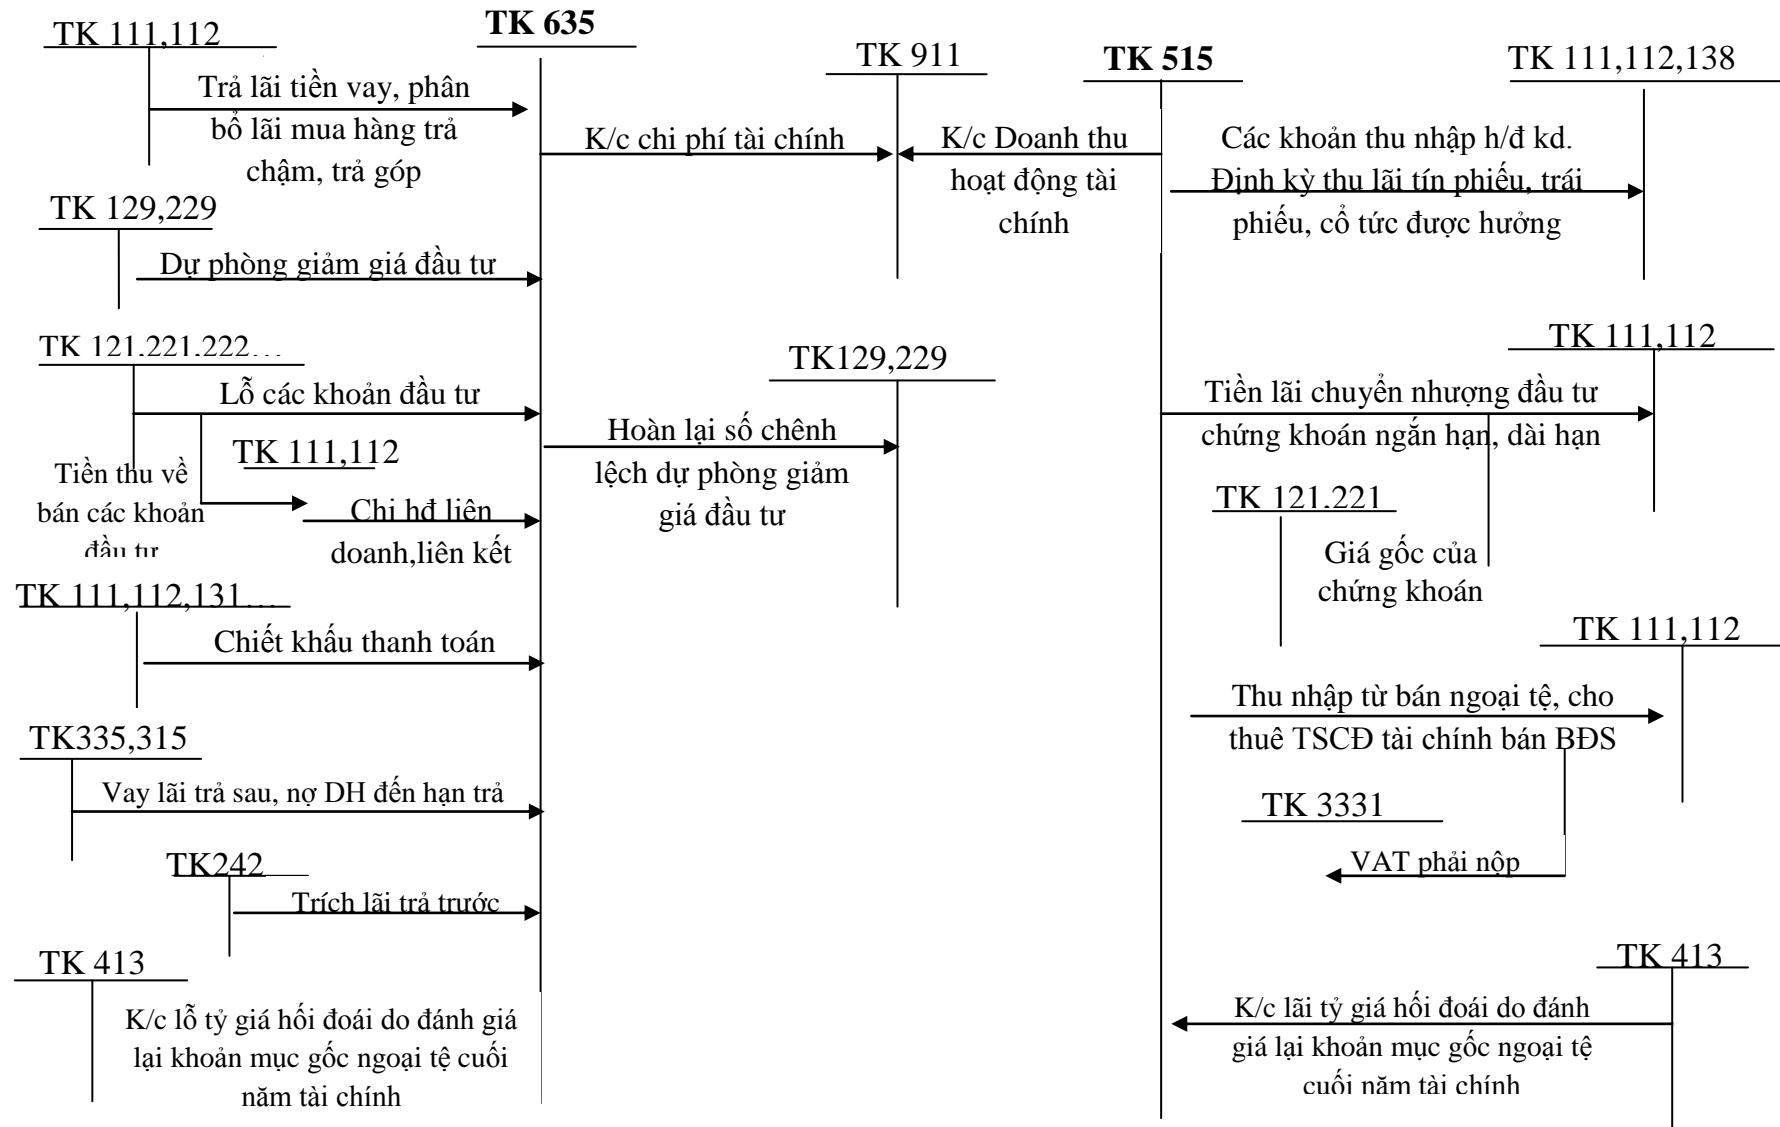 TK 111,112
TK 635
TK 911
TK 515
TK 111,112,138
Trả lãi tiền vay, phân
bổ lãi mua hàng trả
chậm, trả góp
K/c chi phí tài chính
K/c Doanh thu
hoạt động tài
chính
Các khoản thu nhập h/đ kd.
Định kỳ thu lãi tín phiếu, trái
phiếu, cổ tức được hưởng
TK 129,229
Dự phòng giảm giá đầu tư
TK 121,221,222…
Lỗ các khoản đầu tư
TK 111,112
Tiền thu về
bán các khoản
đầu tư
Chi hđ liên
doanh,liên kết
TK129,229
Hoàn lại số chênh
lệch dự phòng giảm
giá đầu tư
TK 111,112
Tiền lãi chuyển nhượng đầu tư
chứng khoán ngắn hạn, dài hạn
TK 121,221
Giá gốc của
chứng khoán
TK 111,112,131…
Chiết khấu thanh toán
TK 111,112
Thu nhập từ bán ngoại tệ, cho
thuê TSCĐ tài chính bán BĐS
TK335,315
Vay lãi trả sau, nợ DH đến hạn trả
TK 3331
VAT phải nộp
TK242
Trích lãi trả trước
TK 413
K/c lỗ tỷ giá hối đoái do đánh giá
lại khoản mục gốc ngoại tệ cuối
năm tài chính
TK 413
K/c lãi tỷ giá hối đoái do đánh
giá lại khoản mục gốc ngoại tệ
cuối năm tài chính